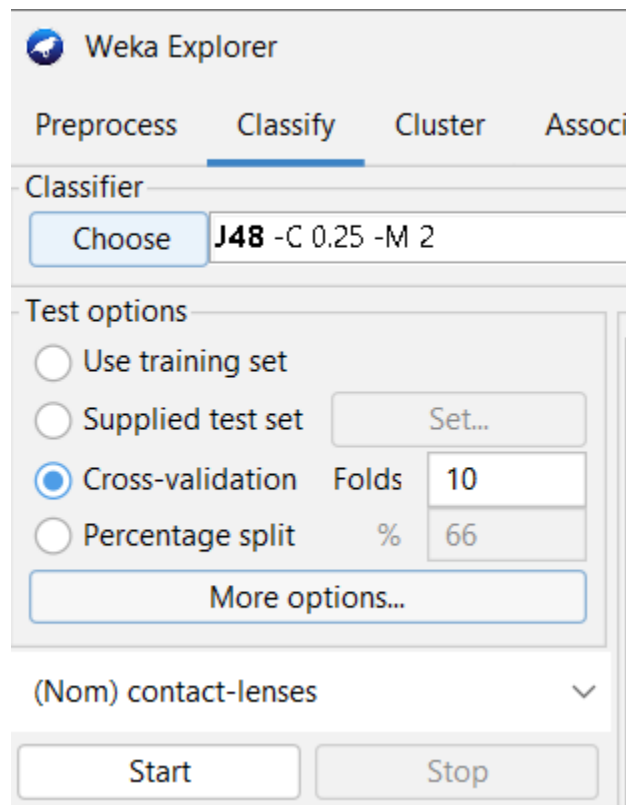 Weka Explorer
Preprocess Classify Cluster Associ
Classifier
Choose J48 -C 0.25 -M 2
Test options
Use training set
Supplied test set Set...
Cross-validation Folds 10
Percentage split % 66
More options...
(Nom) contact-lenses
Start Stop